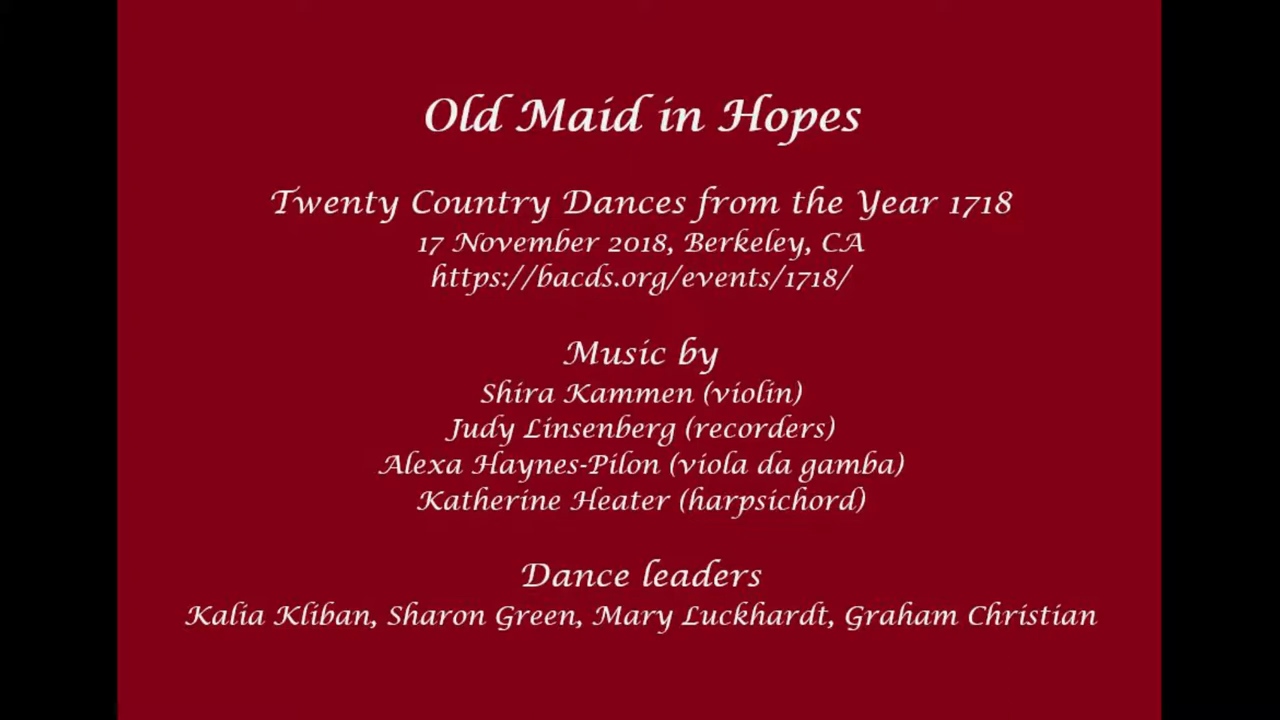 Old Maid in Hopes
Twenty Country Dances from the Year 1718
17 November 2018, Berkeley, CA
https://bacds.org/events/1718/
Music by
Shira Kammen (violin)
Judy Linsenberg (recorders)
Alexa Haynes-Pilon (viola da gamba)
Katherine Heater (harpsichord)
Dance leaders
Kalia Kliban, Sharon Green, Mary Luckhardt, Graham Christian